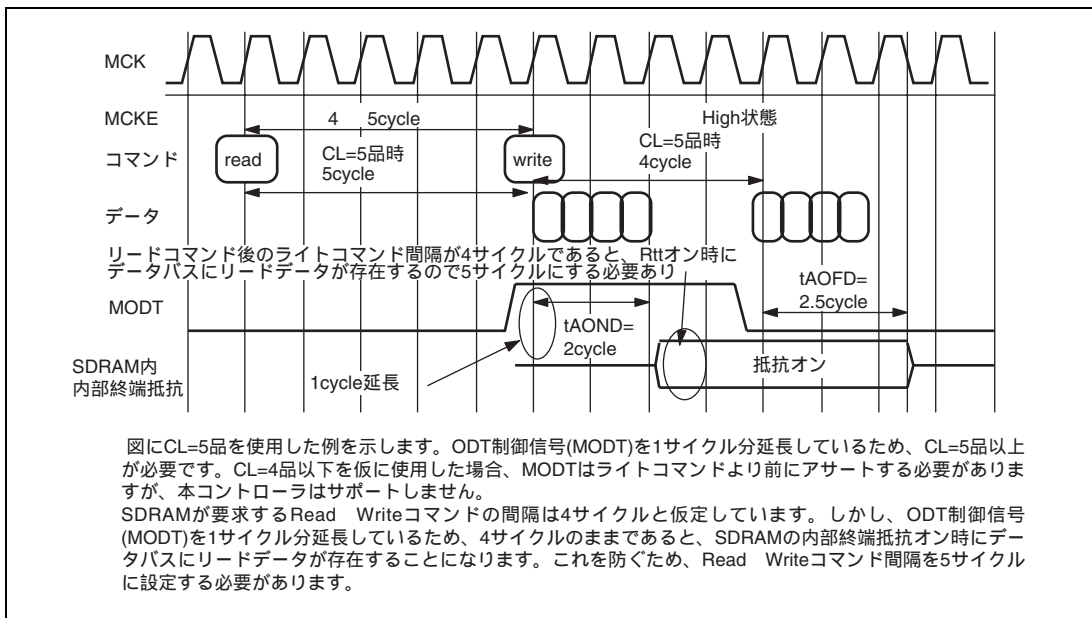 MCK
MCKE
4 5cycle
High状態
コマンド
read
CL=5品時
5cycle
write
CL=5品時
4cycle
データ
リードコマンド後のライトコマンド間隔が4サイクルであると、Rttオン時に
データバスにリードデータが存在するので5サイクルにする必要あり
MODT
tAOND=
2cycle
tAOFD=
2.5cycle
SDRAM内
内部終端抵抗
1cycle延長
抵抗オン
図にCL=5品を使用した例を示します。ODT制御信号(MODT)を1サイクル分延長しているため、CL=5品以上
が必要です。CL=4品以下を仮に使用した場合、MODTはライトコマンドより前にアサートする必要がありま
すが、本コントローラはサポートしません。
SDRAMが要求するRead Writeコマンドの間隔は4サイクルと仮定しています。しかし、ODT制御信号
(MODT)を1サイクル分延長しているため、4サイクルのままであると、SDRAMの内部終端抵抗オン時にデー
タバスにリードデータが存在することになります。これを防ぐため、Read Writeコマンド間隔を5サイクル
に設定する必要があります。